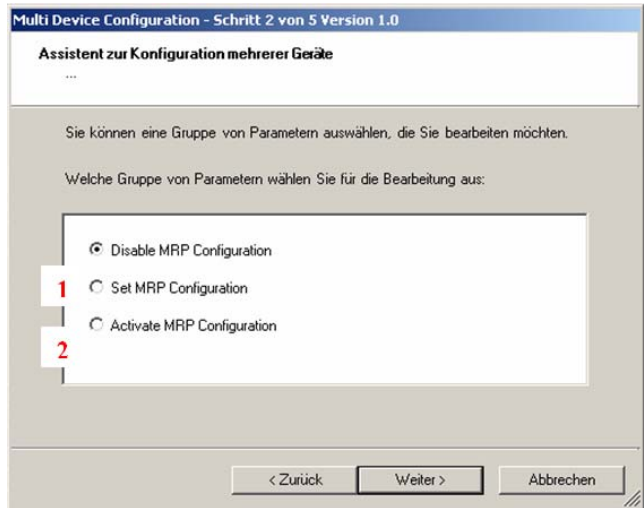 Multi Device Configuration - Schritt 2 von 5 Version 1.0
Assistent zur Konfiguration mehrerer Geräte
...
Sie können eine Gruppe von Parametern auswählen, die Sie bearbeiten möchten.
Welche Gruppe von Parametern wählen Sie für die Bearbeitung aus:
Disable MRP Configuration
1 Set MRP Configuration
Activate MRP Configuration
2
< Zurück Weiter > Abbrechen